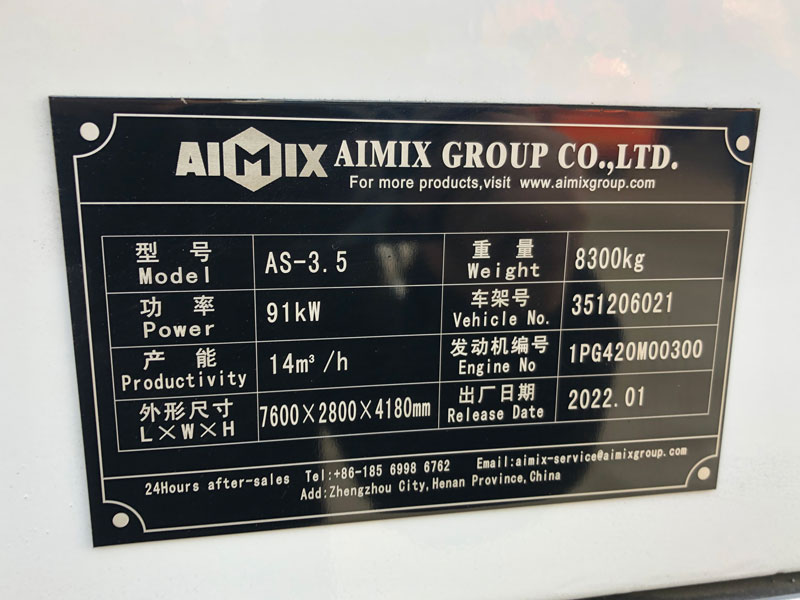 AIMIX AIMIX GROUP CO.,LTD.
For more products,visit www.aimixgroup.com
型 号 AS-3.5 重 量 8300kg
Model Weight
功 率 91kW 车架号 351206021
Power Vehicle No.
产 能 14m³/h 发动机编号 1PG420M00300
Productivity Engine No
外形尺寸 7600×2800×4180mm 出厂日期 2022.01
L×W×H Release Date
24Hours after-sales Tel:+86-185 6998 6762 Email:aimix-service@aimixgroup.com
Add:Zhengzhou City,Henan Province,China